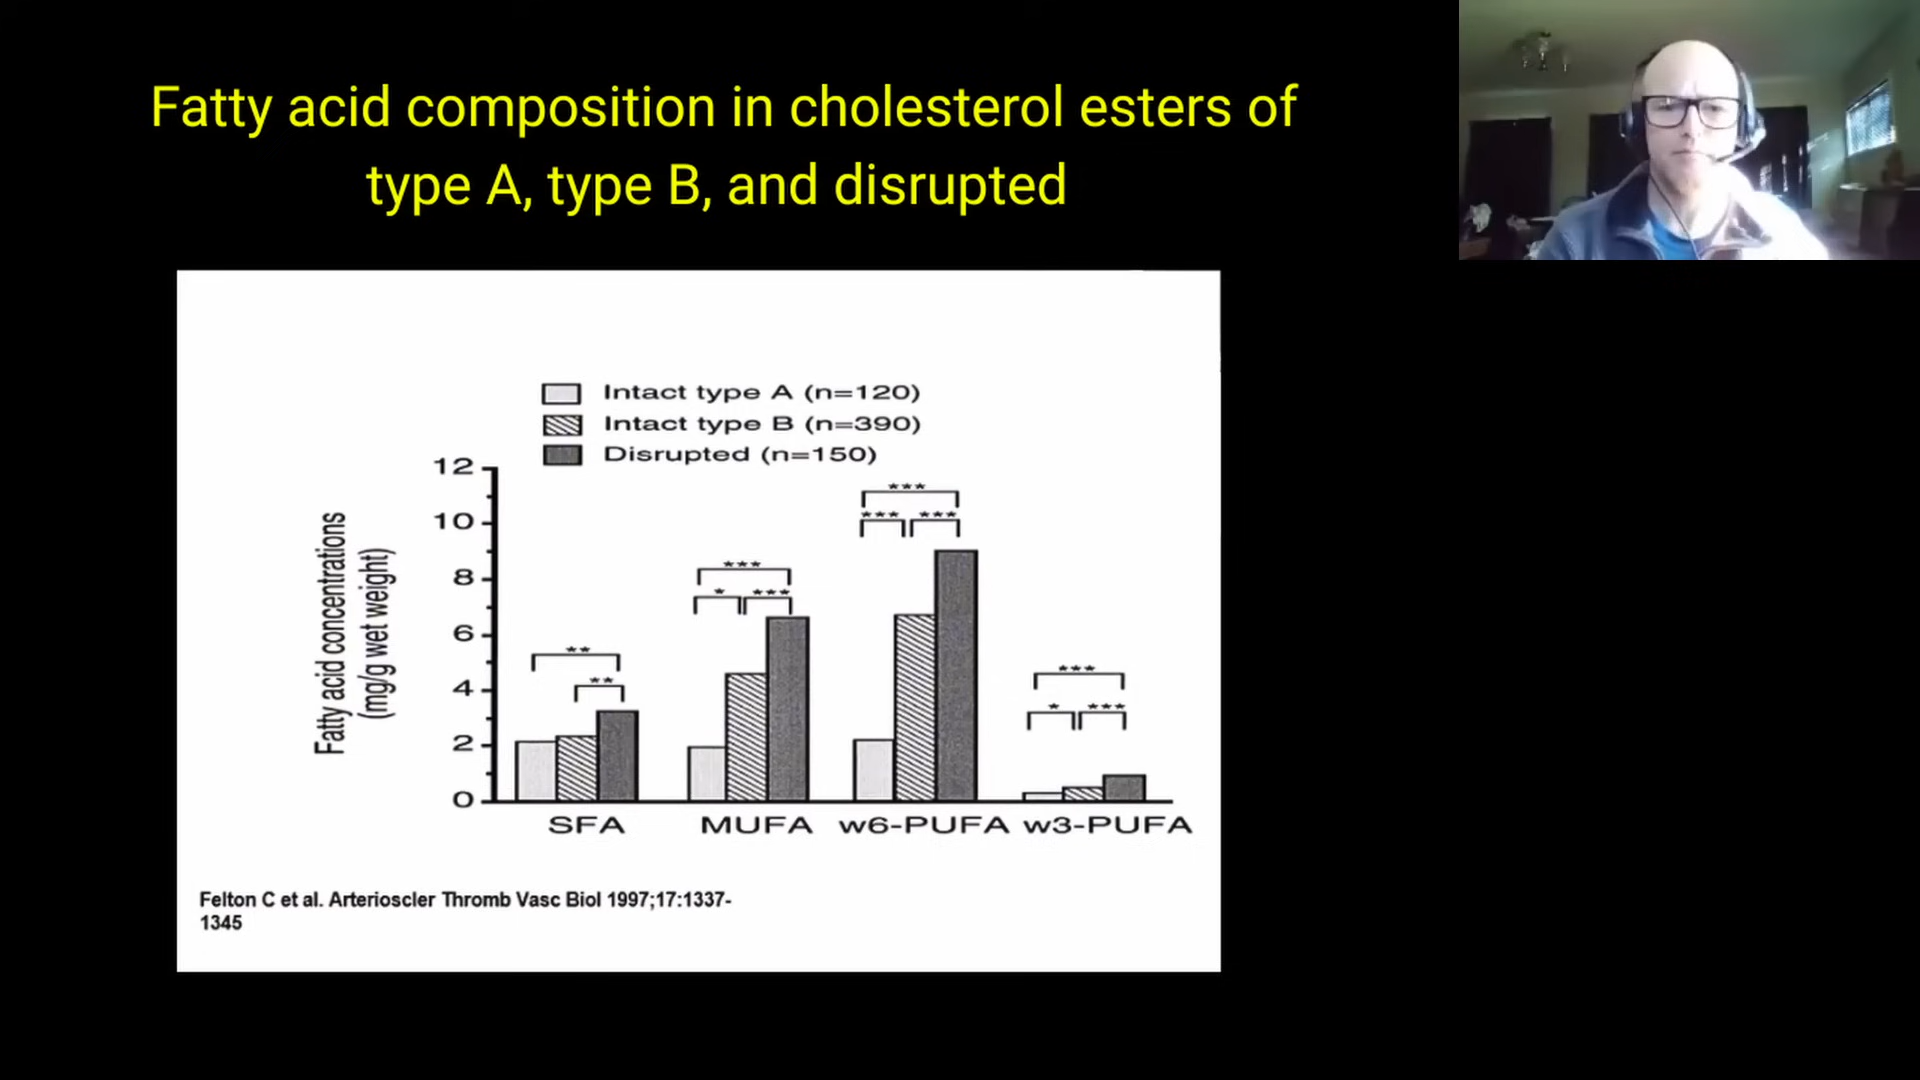 Fatty acid composition in cholesterol esters of
type A, type B, and disrupted
Intact type A (n=120)
Intact type B (n=390)
Disrupted (n=150)
Fatty acid concentrations
(mg/g wet weight)
12
10
8
6
4
2
0
**
**
***
* ***
***
*** ***
***
* ***
SFA MUFA w6-PUFA w3-PUFA
Felton C et al. Arterioscler Thromb Vasc Biol 1997;17:1337-
1345